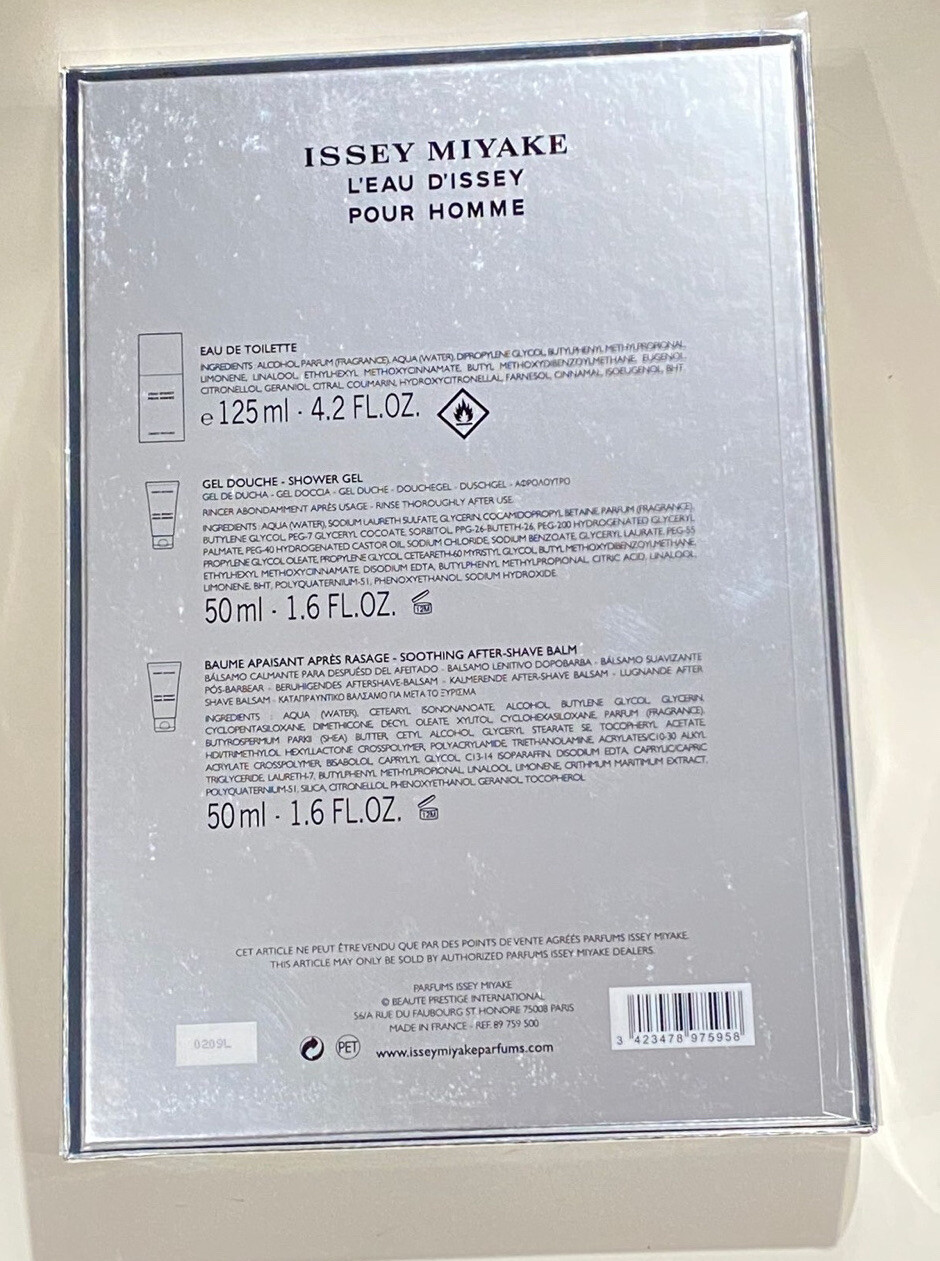 ISSEY MIYAKE
L'EAU D'ISSEY
POUR HOMME
EAU DE TOILETTE
INGREDIENTS: ALCOHOL, PARFUM (FRAGRANCE), AQUA (WATER), DIPROPYLENE GLYCOL, BUTYLPHENYL METHYLPROPIONAL,
LIMONENE, LINALOOL, ETHYLHEXYL METHOXYCINNAMATE, BUTYL METHOXYDIBENZOYLMETHANE, EUGENOL,
CITRONELLOL, GERANIOL, CITRAL, COUMARIN, HYDROXYCITRONELLAL, FARNESOL, CINNAMAL, ISOEUGENOL, BHT.
e 125 ml · 4.2 FL.OZ.
GEL DOUCHE - SHOWER GEL
GEL DE DUCHA - GEL DOCCIA - GEL DUCHE - DOUCHEGEL - DUSCHGEL - ΑΦΡΟΛΟΥΤΡΟ
RINCER ABONDAMMENT APRÈS USAGE - RINSE THOROUGHLY AFTER USE.
INGREDIENTS : AQUA (WATER), SODIUM LAURETH SULFATE, GLYCERIN, COCAMIDOPROPYL BETAINE, PARFUM (FRAGRANCE),
BUTYLENE GLYCOL, PEG-7 GLYCERYL COCOATE, SORBITOL, PPG-26-BUTETH-26, PEG-200 HYDROGENATED GLYCERYL
PALMATE, PEG-40 HYDROGENATED CASTOR OIL, SODIUM CHLORIDE, SODIUM BENZOATE, GLYCERYL LAURATE, PEG-55
PROPYLENE GLYCOL OLEATE, PROPYLENE GLYCOL, CETEARETH-60 MYRISTYL GLYCOL, BUTYL METHOXYDIBENZOYLMETHANE,
ETHYLHEXYL METHOXYCINNAMATE, DISODIUM EDTA, BUTYLPHENYL METHYLPROPIONAL, CITRIC ACID, LINALOOL,
LIMONENE, BHT, POLYQUATERNIUM-51, PHENOXYETHANOL, SODIUM HYDROXIDE.
50 ml · 1.6 FL.OZ. 12M
BAUME APAISANT APRÈS RASAGE - SOOTHING AFTER-SHAVE BALM
BÁLSAMO CALMANTE PARA DESPUÉSD DEL AFEITADO - BALSAMO LENITIVO DOPOBARBA - BÁLSAMO SUAVIZANTE
PÓS-BARBEAR - BERUHIGENDES AFTERSHAVE-BALSAM - KALMERENDE AFTER-SHAVE BALSAM - LUGNANDE AFTER
SHAVE BALSAM - ΚΑΤΑΠΡΑΥΝΤΙΚΟ ΒΑΛΣΑΜΟ ΓΙΑ ΜΕΤΑ ΤΟ ΞΥΡΙΣΜΑ
INGREDIENTS : AQUA (WATER), CETEARYL ISONONANOATE, ALCOHOL, BUTYLENE GLYCOL, GLYCERIN,
CYCLOPENTASILOXANE, DIMETHICONE, DECYL OLEATE, XYLITOL, CYCLOHEXASILOXANE, PARFUM (FRAGRANCE),
BUTYROSPERMUM PARKII (SHEA) BUTTER, CETYL ALCOHOL, GLYCERYL STEARATE SE, TOCOPHERYL ACETATE,
HDI/TRIMETHYLOL HEXYLLACTONE CROSSPOLYMER, POLYACRYLAMIDE, TRIETHANOLAMINE, ACRYLATES/C10-30 ALKYL
ACRYLATE CROSSPOLYMER, BISABOLOL, CAPRYLYL GLYCOL, C13-14 ISOPARAFFIN, DISODIUM EDTA, CAPRYLIC/CAPRIC
TRIGLYCERIDE, LAURETH-7, BUTYLPHENYL METHYLPROPIONAL, LINALOOL, LIMONENE, CRITHMUM MARITIMUM EXTRACT,
POLYQUATERNIUM-51, SILICA, CITRONELLOL, PHENOXYETHANOL, GERANIOL, TOCOPHEROL.
50 ml · 1.6 FL.OZ. 12M
CET ARTICLE NE PEUT ÊTRE VENDU QUE PAR DES POINTS DE VENTE AGRÉÉS PARFUMS ISSEY MIYAKE.
THIS ARTICLE MAY ONLY BE SOLD BY AUTHORIZED PARFUMS ISSEY MIYAKE DEALERS.
PARFUMS ISSEY MIYAKE
© BEAUTE PRESTIGE INTERNATIONAL
56/A RUE DU FAUBOURG ST HONORE 75008 PARIS
MADE IN FRANCE - REF. 89 759 500
0209L
PET www.isseymiyakeparfums.com
3 423478 975958